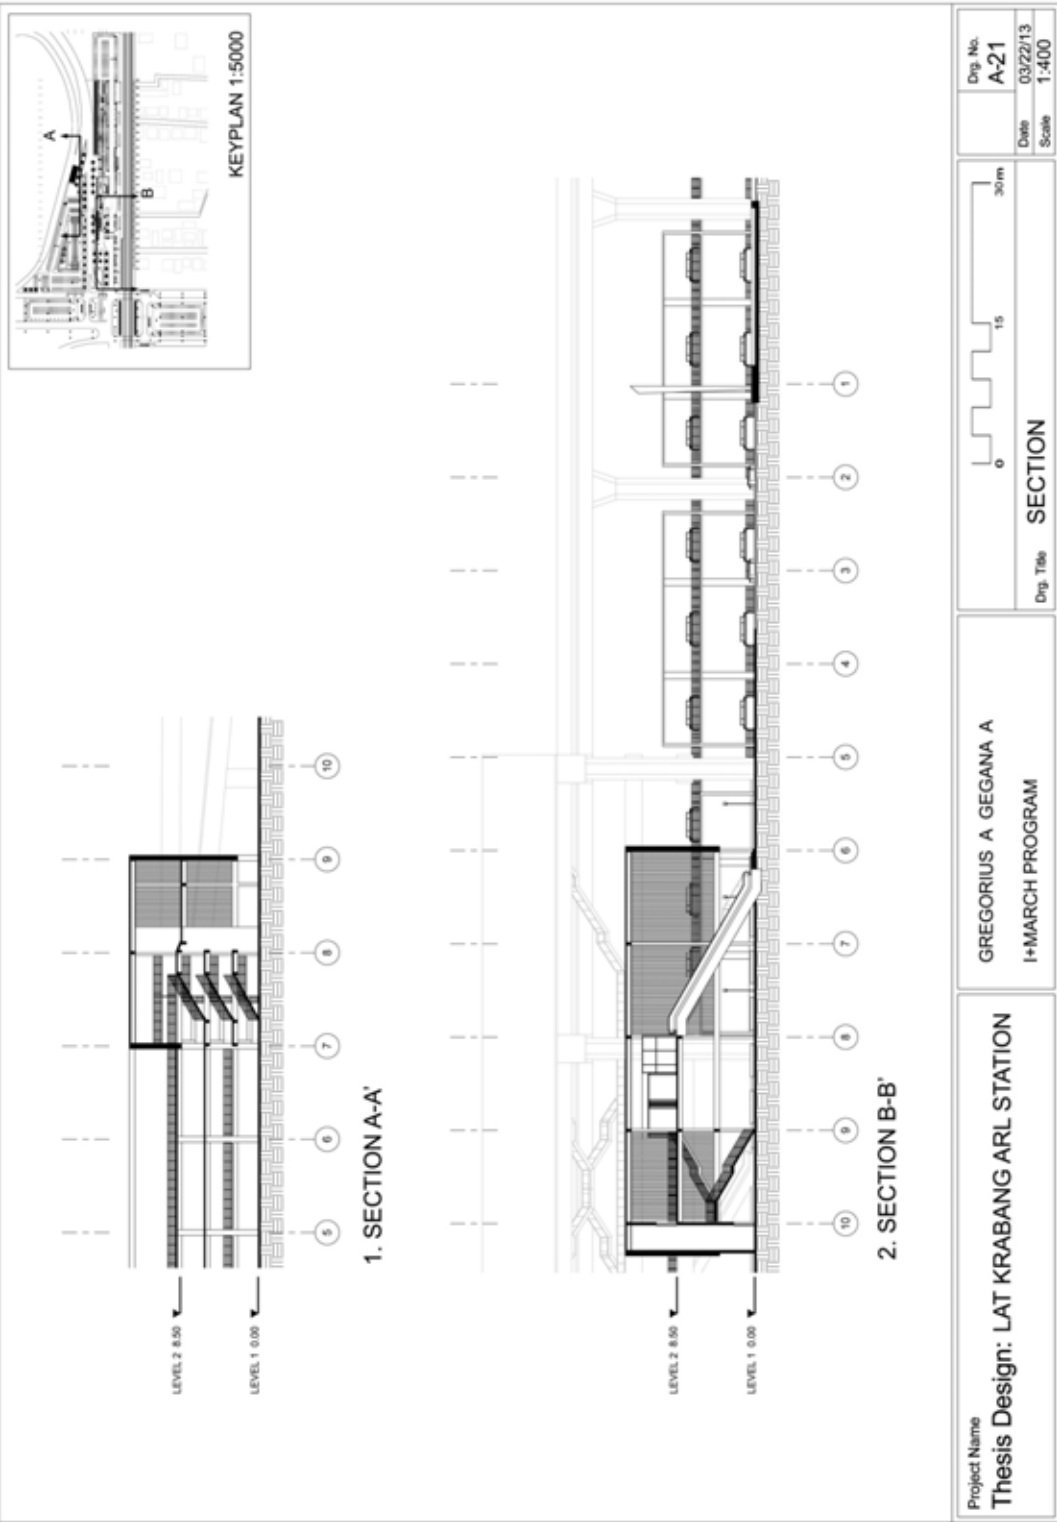 KEYPLAN 1:5000
A
B
LEVEL 2 8.50
LEVEL 1 0.00
5
6
7
8
9
10
1. SECTION A-A'
LEVEL 2 8.50
LEVEL 1 0.00
10
9
8
7
6
5
4
3
2
1
2. SECTION B-B'
Project Name
Thesis Design: LAT KRABANG ARL STATION
GREGORIUS A GEGANA A
I+MARCH PROGRAM
0
15
30m
Drg. Title SECTION
Drg. No.
A-21
Date 03/22/13
Scale 1:400